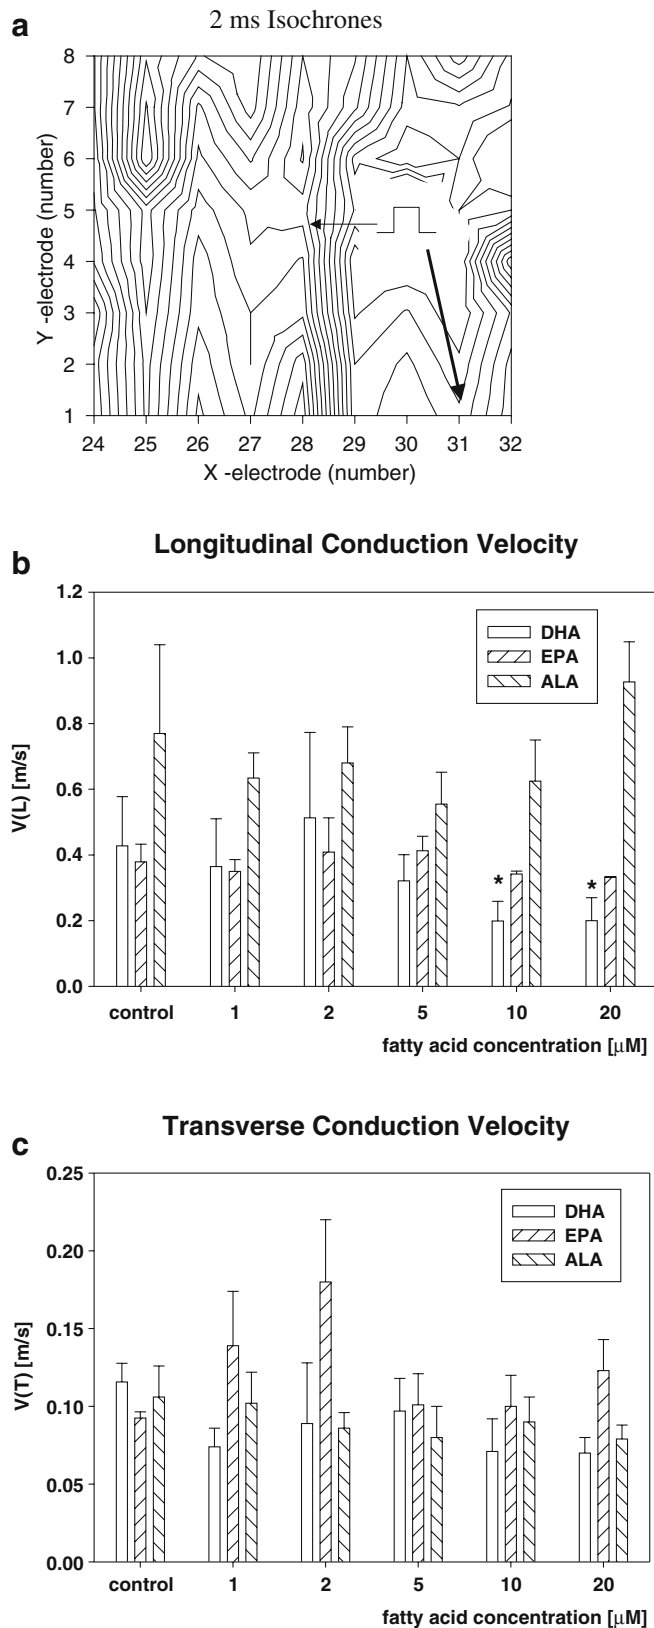 a
2 ms Isochrones
8
7
6
5
4
3
2
1
Y -electrode (number)
24 25 26 27 28 29 30 31 32
X -electrode (number)
b
Longitudinal Conduction Velocity
1.2
1.0
0.8
0.6
0.4
0.2
0.0
V(L) [m/s]
DHA
EPA
ALA
* *
control 1 2 5 10 20
fatty acid concentration [μM]
c
Transverse Conduction Velocity
0.25
0.20
0.15
0.10
0.05
0.00
V(T) [m/s]
DHA
EPA
ALA
control 1 2 5 10 20
fatty acid concentration [μM]